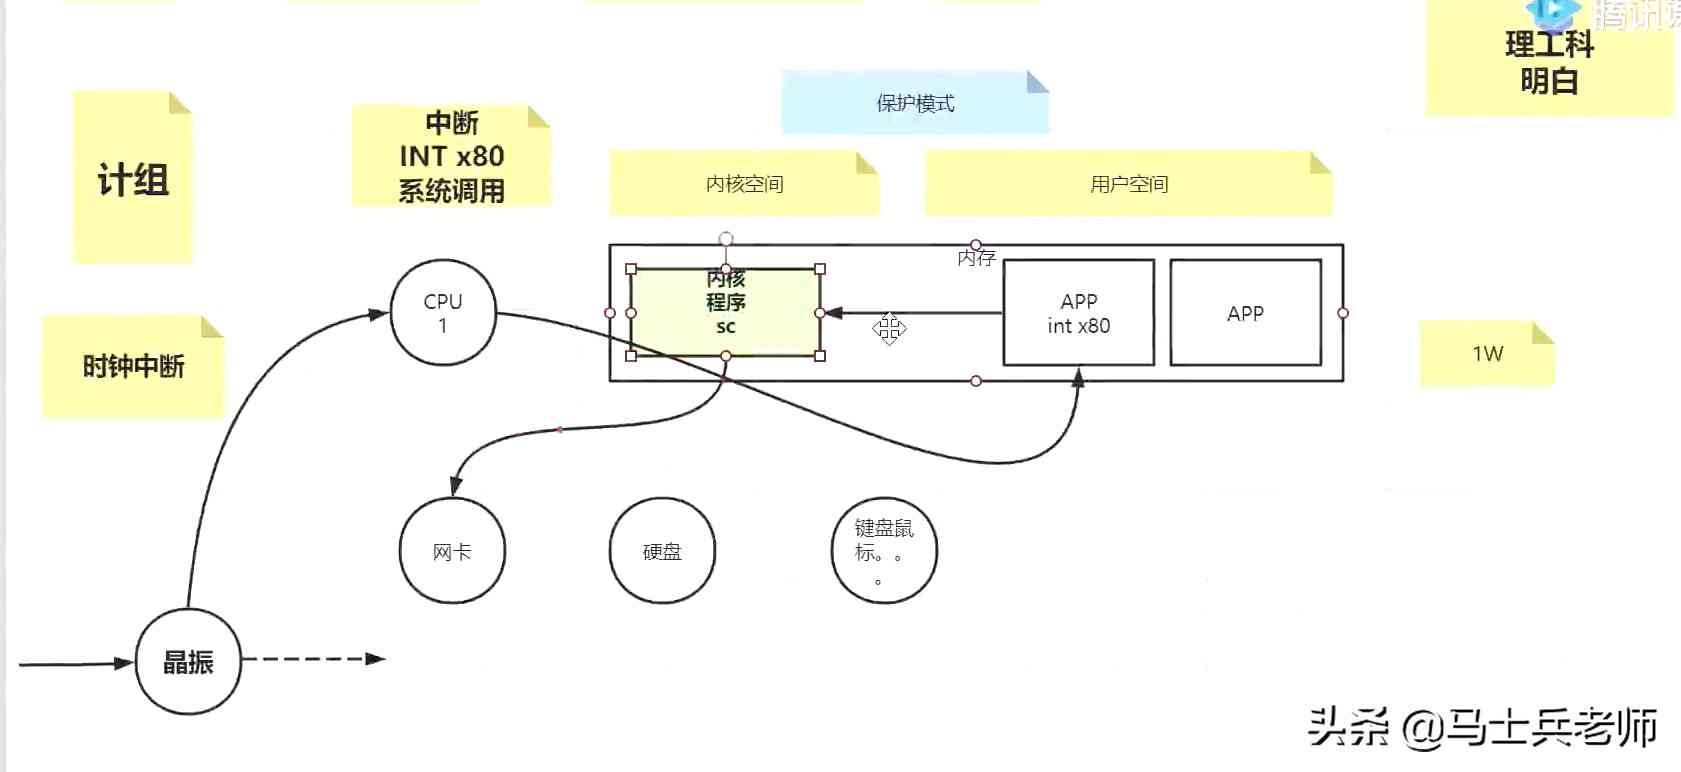 腾讯课
理工科
明白
保护模式
计组
中断
INT x80
系统调用
内核空间
用户空间
内存
CPU
1
内核
程序
sc
APP
int x80
APP
时钟中断
1W
网卡
硬盘
键盘鼠
标。。
。
晶振
头条 @马士兵老师